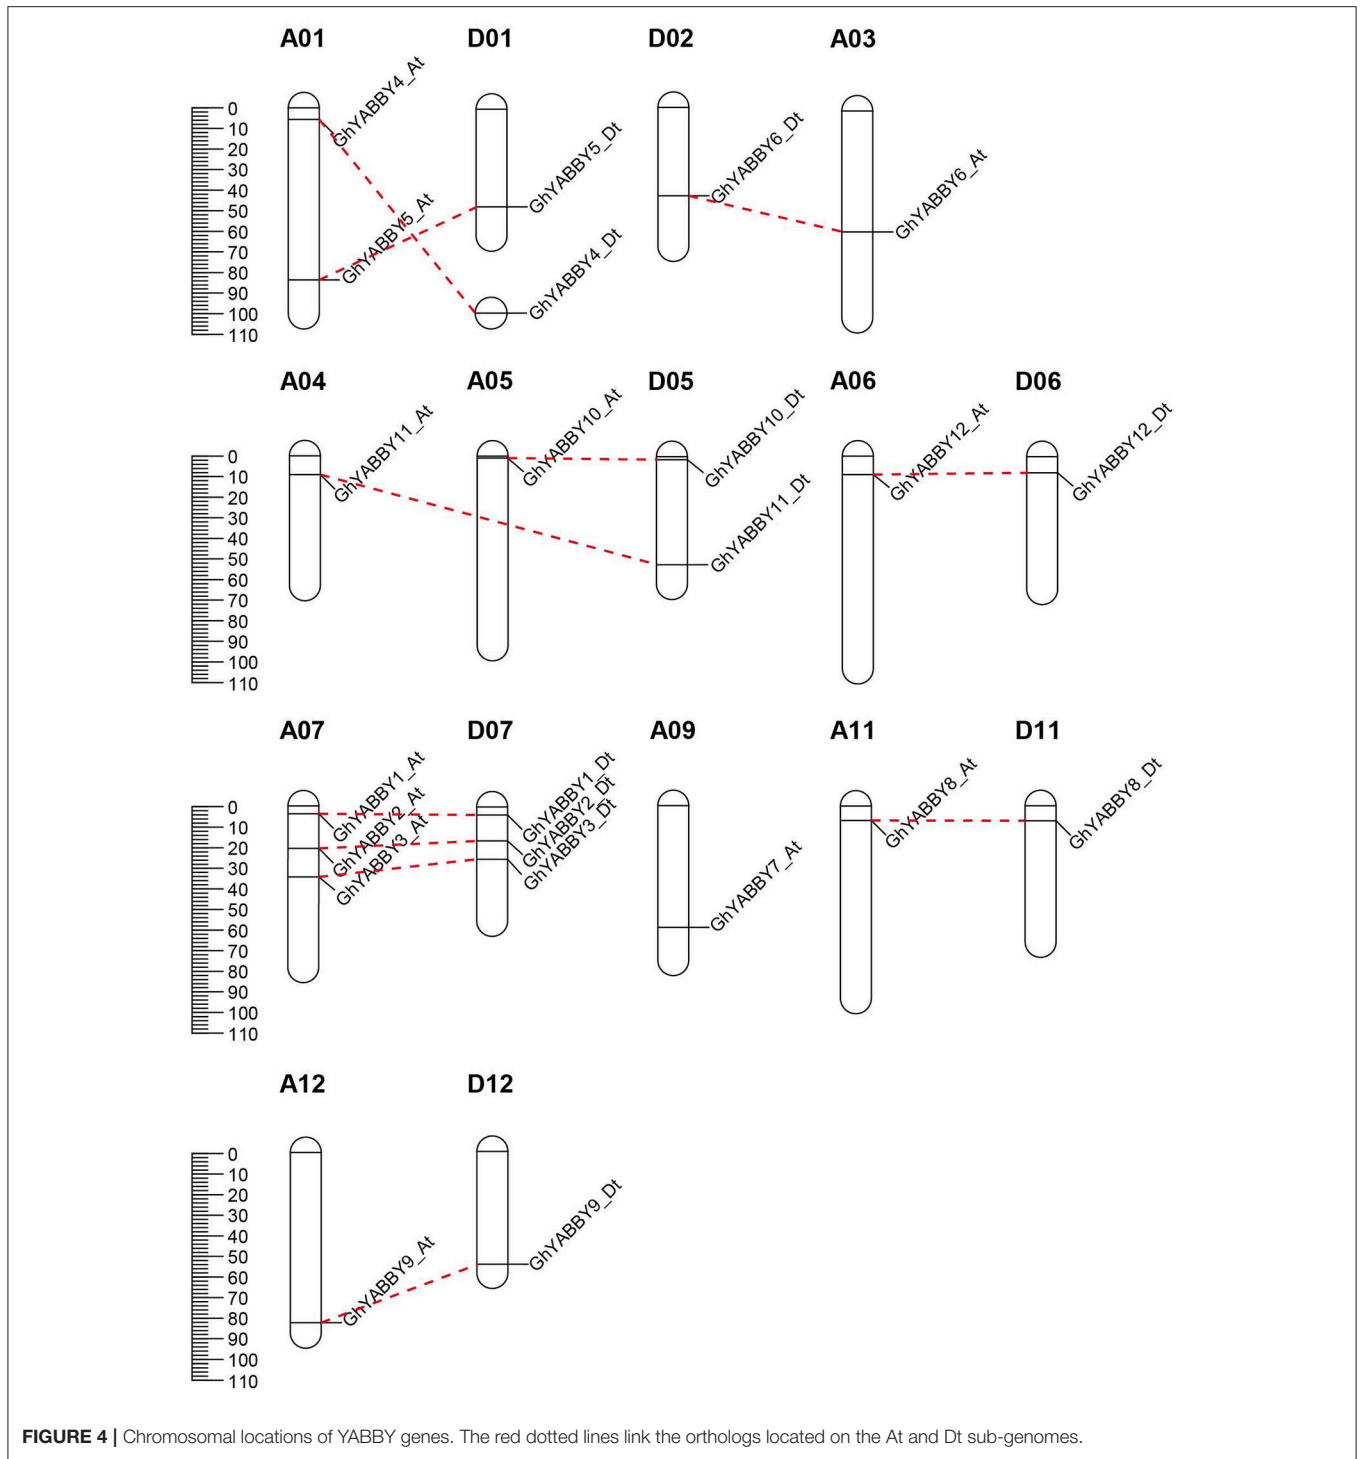 A01 D01 D02 A03
0
10
20
30
40
50
60
70
80
90
100
110
GhYABBY4_At
GhYABBY5_At
GhYABBY5_Dt
GhYABBY4_Dt
GhYABBY6_Dt
GhYABBY6_At
A04 A05 D05 A06 D06
0
10
20
30
40
50
60
70
80
90
100
110
GhYABBY11_At
GhYABBY10_At
GhYABBY10_Dt
GhYABBY11_Dt
GhYABBY12_At
GhYABBY12_Dt
A07 D07 A09 A11 D11
0
10
20
30
40
50
60
70
80
90
100
110
GhYABBY1_At
GhYABBY2_At
GhYABBY3_At
GhYABBY1_Dt
GhYABBY2_Dt
GhYABBY3_Dt
GhYABBY7_At
GhYABBY8_At
GhYABBY8_Dt
A12 D12
0
10
20
30
40
50
60
70
80
90
100
110
GhYABBY9_At
GhYABBY9_Dt
FIGURE 4 | Chromosomal locations of YABBY genes. The red dotted lines link the orthologs located on the At and Dt sub-genomes.